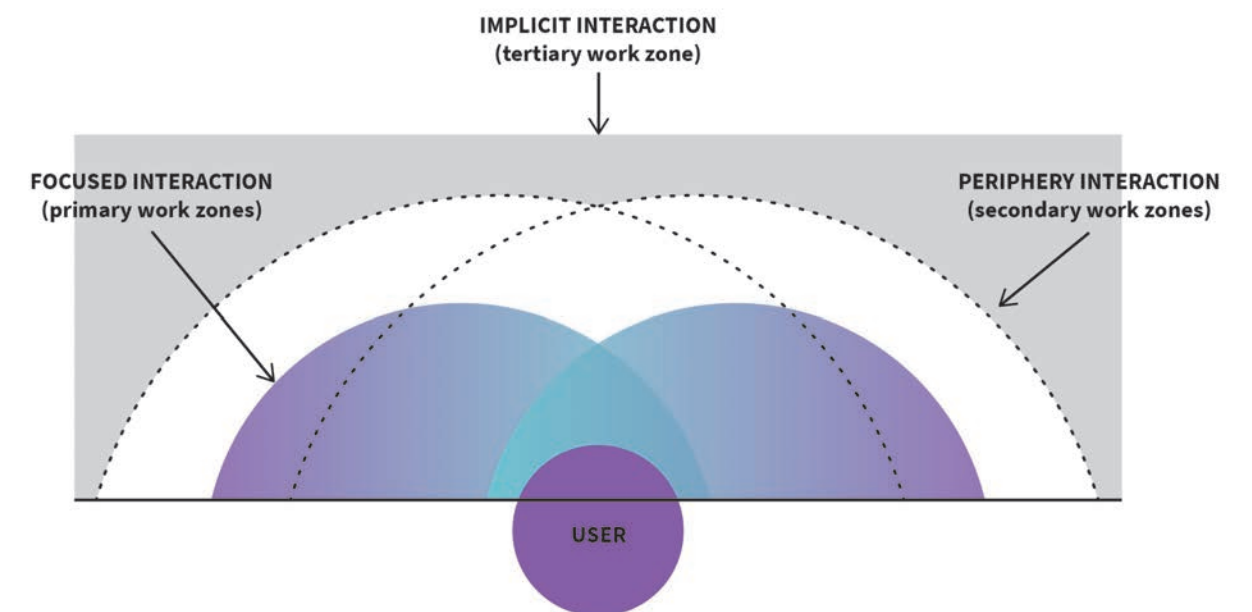 IMPLICIT INTERACTION
(tertiary work zone)
FOCUSED INTERACTION
(primary work zones)
PERIPHERY INTERACTION
(secondary work zones)
USER